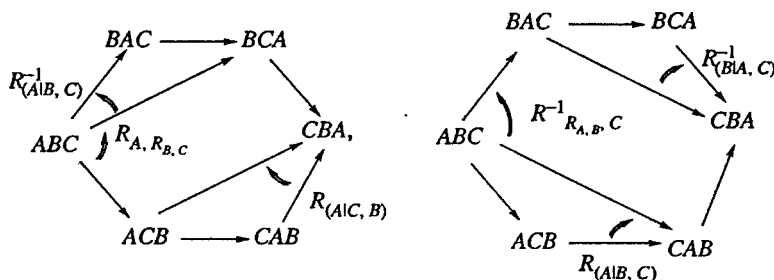 BAC BCA
R^{-1}_{(A|B, C)}
ABC R_{A, R_{B, C}} CBA,
R_{(A|C, B)}
ACB CAB
BAC BCA
R^{-1}_{(B|A, C)}
ABC R^{-1}_{R_{A, B}, C} CBA
ACB CAB
R_{(A|B, C)}